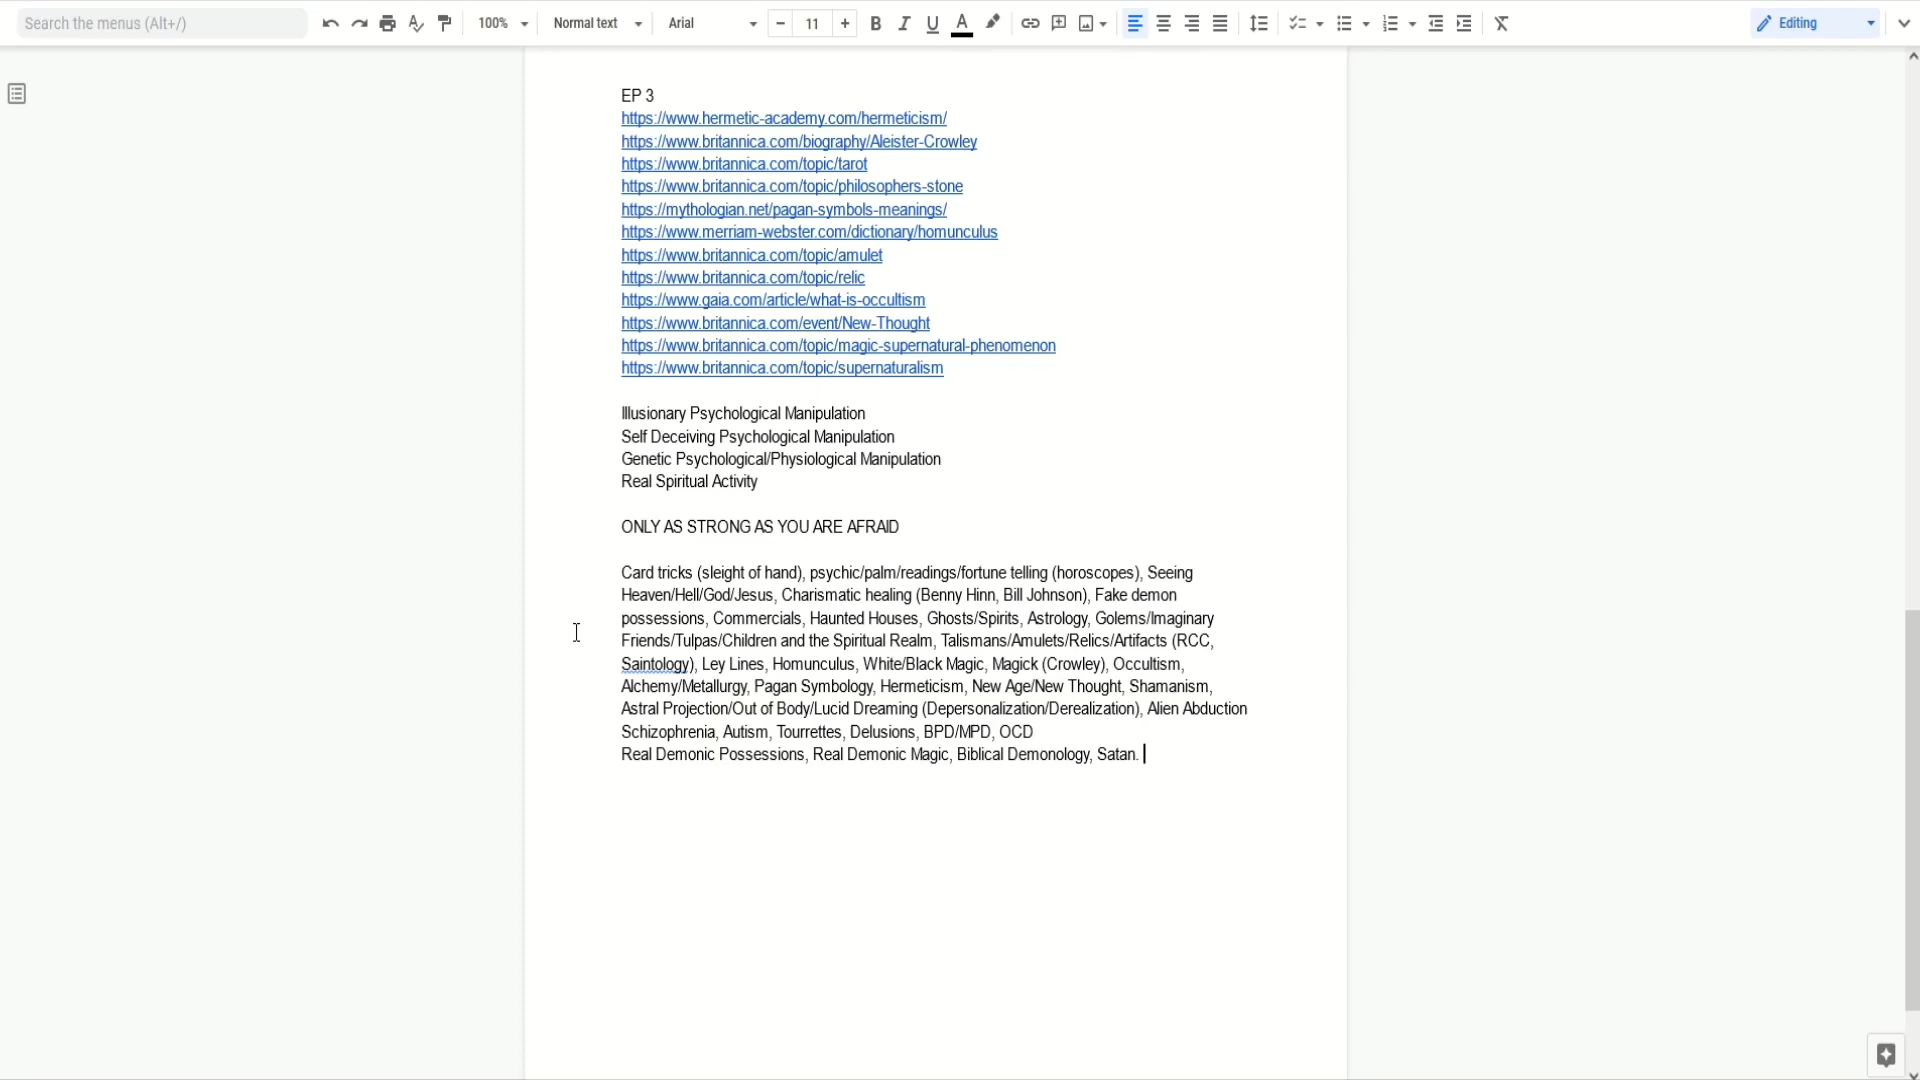 Search the menus (Alt+/)
100%
Normal text
Arial
11
Editing
EP 3
https://www.hermetic-academy.com/hermeticism/
https://www.britannica.com/biography/Aleister-Crowley
https://www.britannica.com/topic/tarot
https://www.britannica.com/topic/philosophers-stone
https://mythologian.net/pagan-symbols-meanings/
https://www.merriam-webster.com/dictionary/homunculus
https://www.britannica.com/topic/amulet
https://www.britannica.com/topic/relic
https://www.gaia.com/article/what-is-occultism
https://www.britannica.com/event/New-Thought
https://www.britannica.com/topic/magic-supernatural-phenomenon
https://www.britannica.com/topic/supernaturalism
Illusionary Psychological Manipulation
Self Deceiving Psychological Manipulation
Genetic Psychological/Physiological Manipulation
Real Spiritual Activity
ONLY AS STRONG AS YOU ARE AFRAID
Card tricks (sleight of hand), psychic/palm/readings/fortune telling (horoscopes), Seeing
Heaven/Hell/God/Jesus, Charismatic healing (Benny Hinn, Bill Johnson), Fake demon
possessions, Commercials, Haunted Houses, Ghosts/Spirits, Astrology, Golems/Imaginary
Friends/Tulpas/Children and the Spiritual Realm, Talismans/Amulets/Relics/Artifacts (RCC,
Saintology), Ley Lines, Homunculus, White/Black Magic, Magick (Crowley), Occultism,
Alchemy/Metallurgy, Pagan Symbology, Hermeticism, New Age/New Thought, Shamanism,
Astral Projection/Out of Body/Lucid Dreaming (Depersonalization/Derealization), Alien Abduction
Schizophrenia, Autism, Tourrettes, Delusions, BPD/MPD, OCD
Real Demonic Possessions, Real Demonic Magic, Biblical Demonology, Satan.